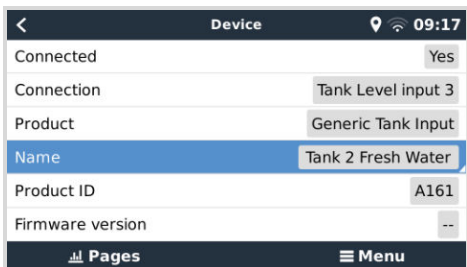 Device 09:17
Connected Yes
Connection Tank Level input 3
Product Generic Tank Input
Name Tank 2 Fresh Water
Product ID A161
Firmware version --
Pages Menu